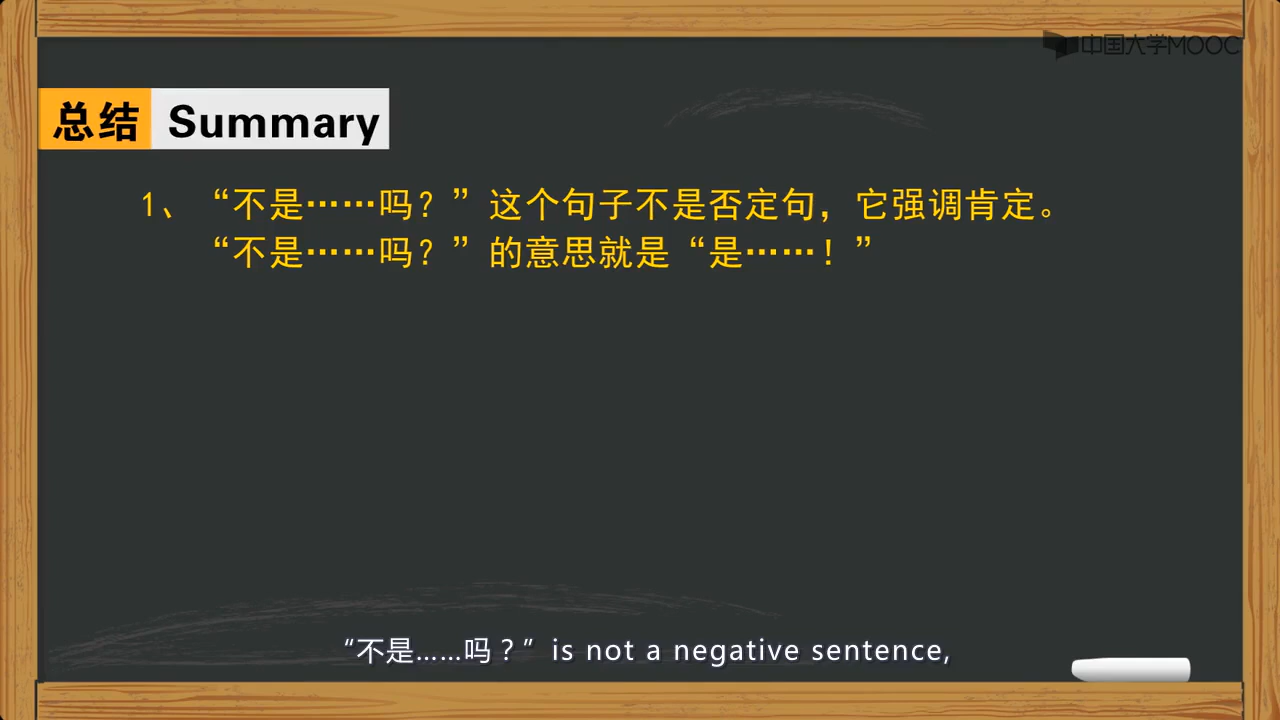 中国大学MOOC
总结 Summary
1、“不是……吗？”这个句子不是否定句，它强调肯定。
“不是……吗？”的意思就是“是……！”
“不是……吗？”is not a negative sentence,